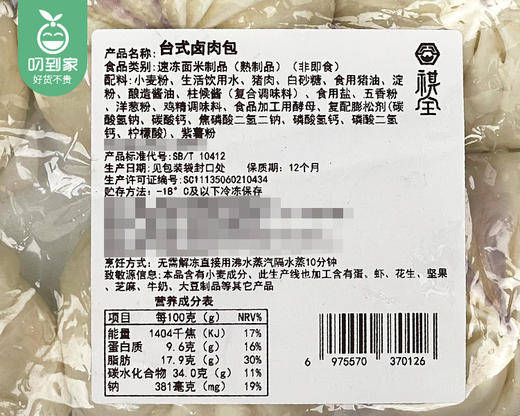 叨到家
好货不贵
产品名称: 台式卤肉包
食品类别: 速冻面米制品（熟制品）（非即食）
配料: 小麦粉、生活饮用水、猪肉、白砂糖、食用猪油、淀
粉、酿造酱油、柱候酱（复合调味料）、食用盐、五香粉
、洋葱粉、鸡精调味料、食品加工用酵母、复配膨松剂(碳
酸氢钠、碳酸钙、焦磷酸二氢二钠、磷酸氢钙、磷酸二氢
钙、柠檬酸）、紫薯粉
祺全
产品标准代号:SB/T 10412
生产日期:见包装袋封口处 保质期: 12个月
生产许可证编号:SC11135060210434
贮存方法: -18°C及以下冷冻保存
烹饪方式: 无需解冻直接用沸水蒸汽隔水蒸10分钟
致敏源信息:本品含有小麦成分、此生产线也加工含有蛋、虾、花生、坚果
、芝麻、牛奶、大豆制品等其它产品
营养成分表
项目 每100克（g） NRV%
能量 1404千焦（KJ） 17%
蛋白质 9.6克（g） 16%
脂肪 17.9克（g） 30%
碳水化合物 34.0克（g） 11%
钠 381毫克（mg） 19%
6 975570 370126